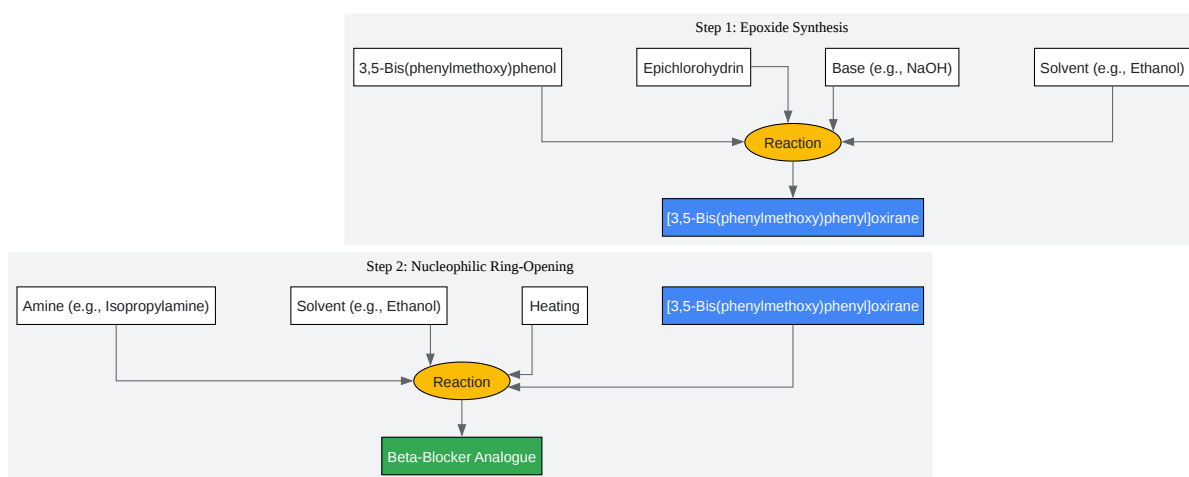 Step 1: Epoxide Synthesis
3,5-Bis(phenylmethoxy)phenol
Epichlorohydrin
Base (e.g., NaOH)
Solvent (e.g., Ethanol)
Reaction
[3,5-Bis(phenylmethoxy)phenyl]oxirane
Step 2: Nucleophilic Ring-Opening
Amine (e.g., Isopropylamine)
Solvent (e.g., Ethanol)
Heating
[3,5-Bis(phenylmethoxy)phenyl]oxirane
Reaction
Beta-Blocker Analogue